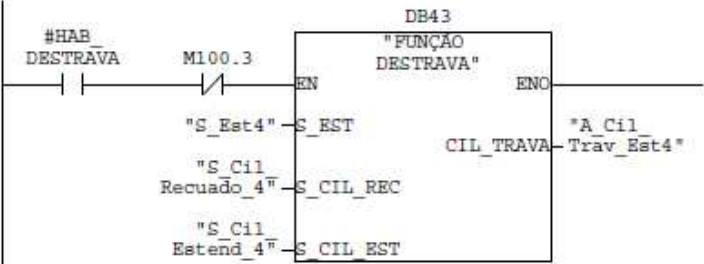 DB43
#HAB_
DESTRAVA
M100.3
"FUNÇÃO
DESTRAVA"
EN
ENO
"S_Est4"
S_EST
"A_Cil_
CIL_TRAVA
Trav_Est4"
"S_Cil_
Recuado_4"
S_CIL_REC
"S_Cil_
Estend_4"
S_CIL_EST